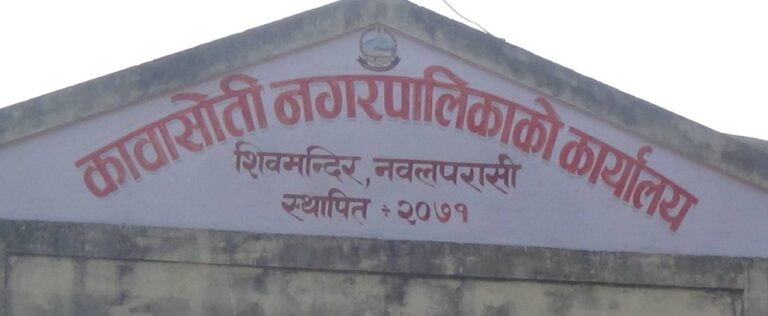 कावासोती नगरपालिकाको कार्यालय
शिवमन्दिर, नवलपरासी
स्थापित ÷ २०७१